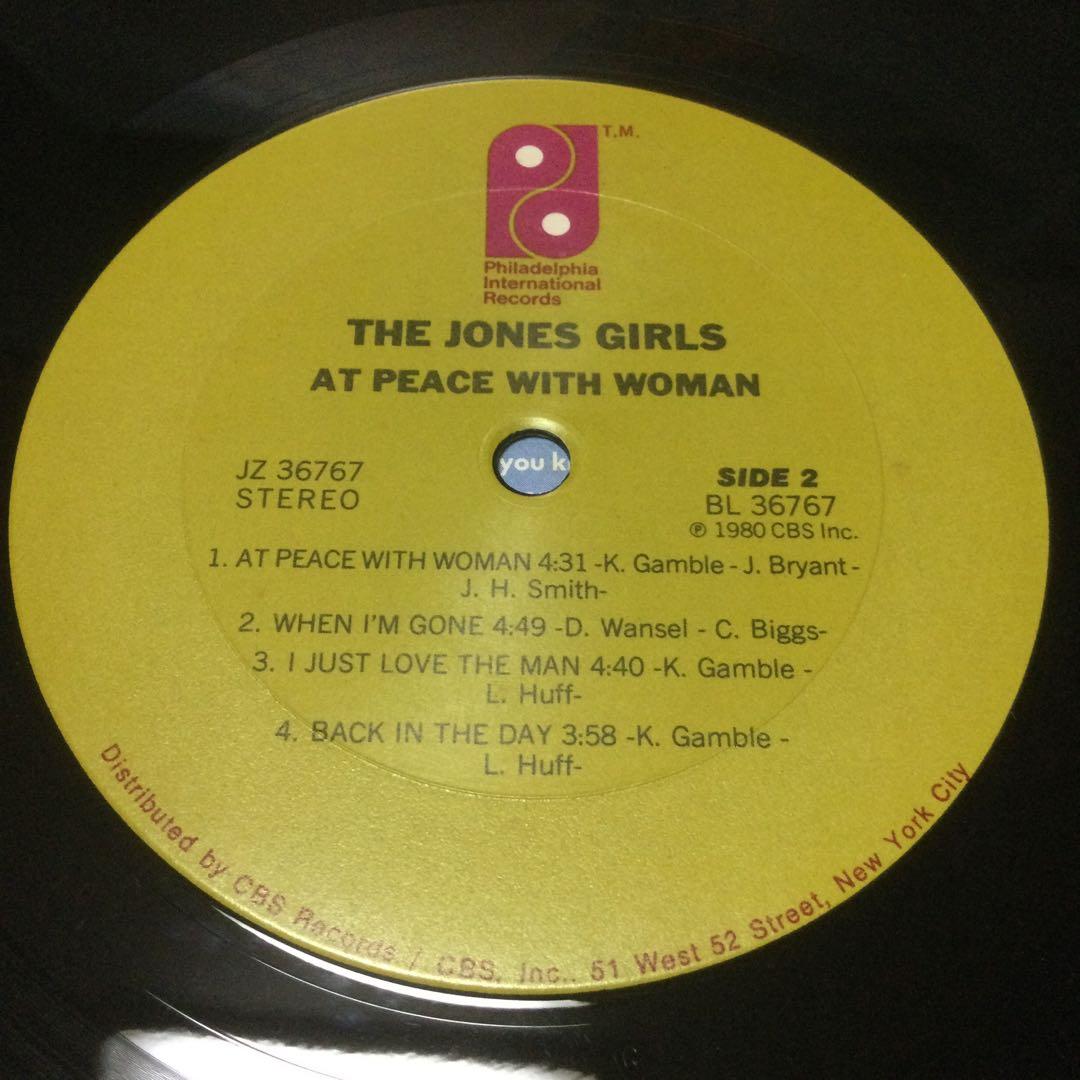 T.M.
Philadelphia
International
Records
THE JONES GIRLS
AT PEACE WITH WOMAN
you k
JZ 36767
STEREO
SIDE 2
BL 36767
℗ 1980 CBS Inc.
1. AT PEACE WITH WOMAN 4:31 -K. Gamble - J. Bryant -
J. H. Smith-
2. WHEN I'M GONE 4:49 -D. Wansel - C. Biggs-
3. I JUST LOVE THE MAN 4:40 -K. Gamble -
L. Huff-
4. BACK IN THE DAY 3:58 -K. Gamble -
L. Huff-
Distributed by CBS Records / CBS, Inc., 51 West 52 Street, New York City